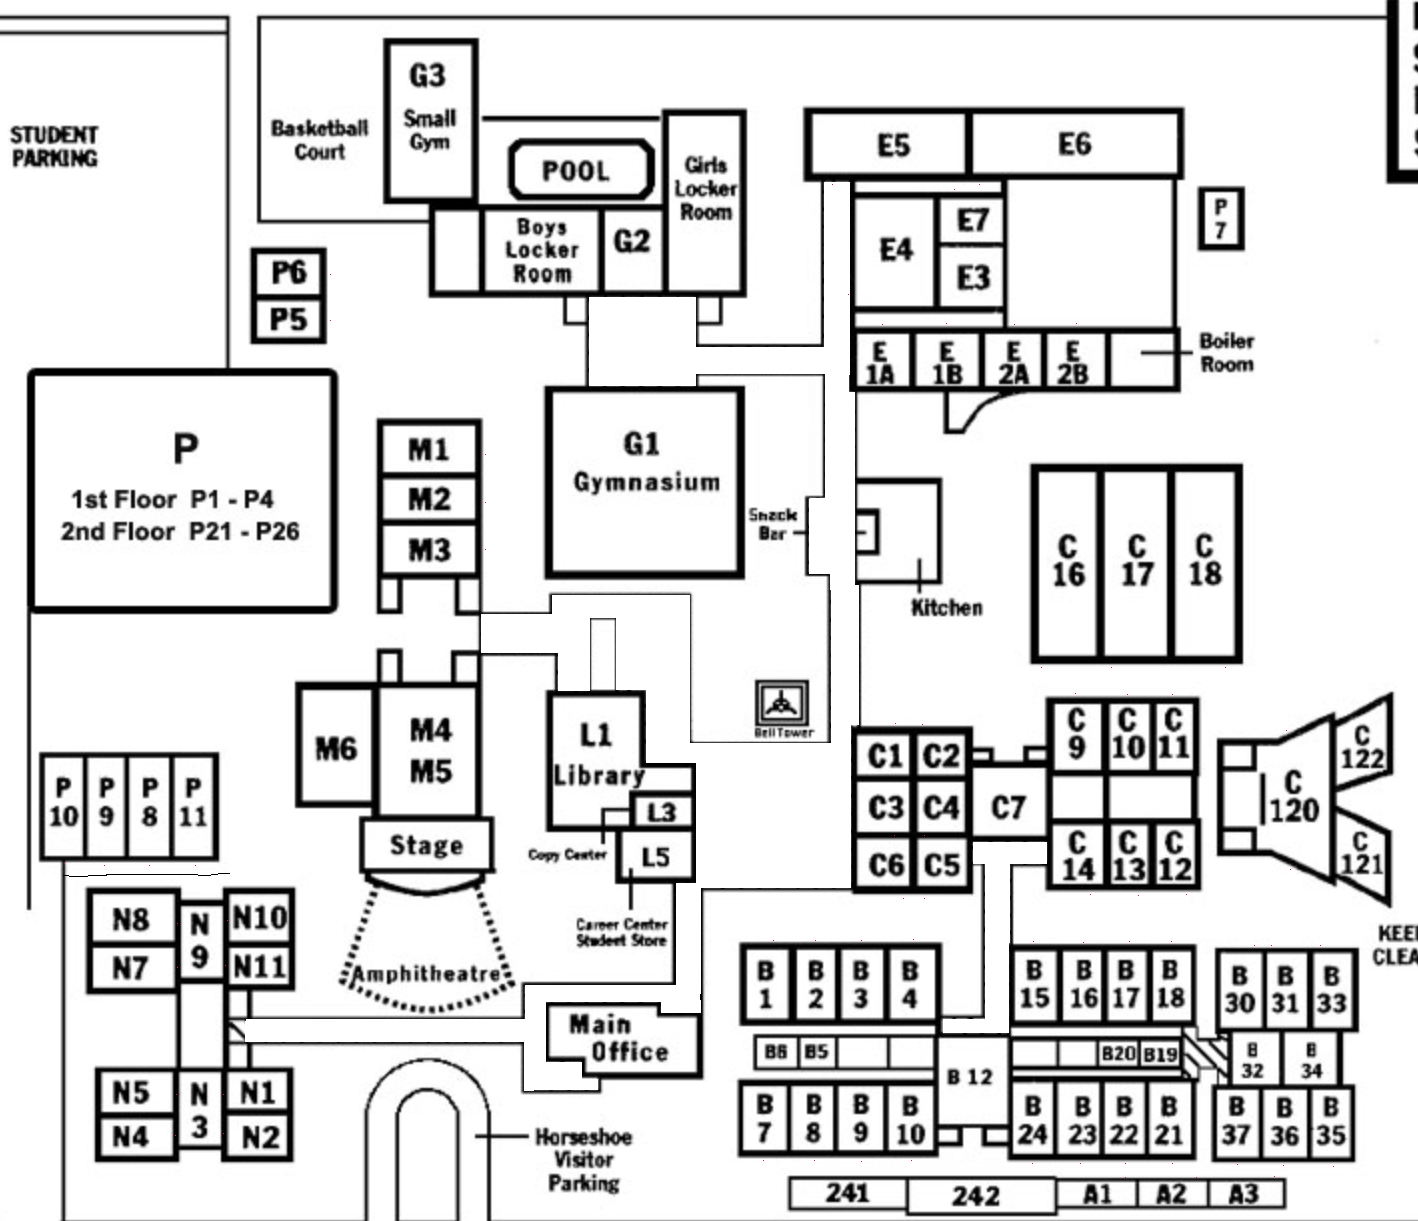 STUDENT
PARKING
G3
Small
Gym
Basketball
Court
POOL
Girls
Locker
Room
Boys
Locker
Room
G2
E5
E6
E7
E4
E3
P
7
E
1A
E
1B
E
2A
E
2B
Boiler
Room
P6
P5
P
1st Floor P1 - P4
2nd Floor P21 - P26
M1
M2
M3
G1
Gymnasium
Snack
Bar
Kitchen
C
16
C
17
C
18
M6
M4
M5
Stage
Amphitheatre
L1
Library
L3
Copy Center
L5
Career Center
Student Store
Bell Tower
C1
C2
C3
C4
C6
C5
C7
C
9
C
10
C
11
C
14
C
13
C
12
C
120
C
122
C
121
P
10
P
9
P
8
P
11
N8
N7
N
9
N10
N11
N5
N4
N
3
N1
N2
Main
Office
Horseshoe
Visitor
Parking
B
1
B
2
B
3
B
4
B6
B5
B
7
B
8
B
9
B
10
B 12
B
15
B
16
B
17
B
18
B20
B19
B
24
B
23
B
22
B
21
B
30
B
31
B
33
B
32
B
34
B
37
B
36
B
35
241
242
A1
A2
A3